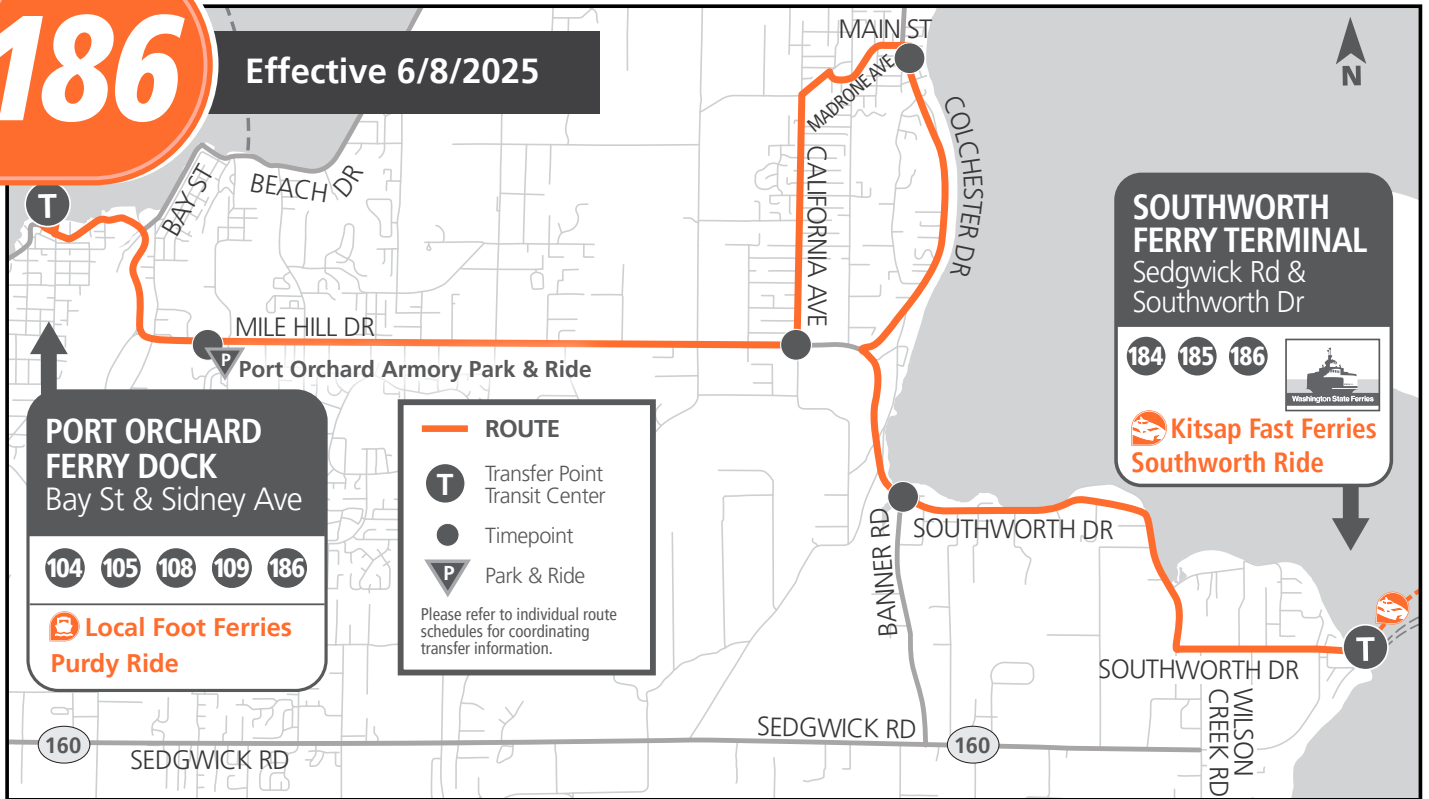 186
Effective 6/8/2025
MAIN ST
N
MADRONE AVE
COLCHESTER DR
BAY ST
BEACH DR
T
CALIFORNIA AVE
MILE HILL DR
P
Port Orchard Armory Park & Ride
SOUTHWORTH
FERRY TERMINAL
Sedgwick Rd &
Southworth Dr
184 185 186
Washington State Ferries
Kitsap Fast Ferries
Southworth Ride
PORT ORCHARD
FERRY DOCK
Bay St & Sidney Ave
104 105 108 109 186
Local Foot Ferries
Purdy Ride
ROUTE
T
Transfer Point
Transit Center
Timepoint
P
Park & Ride
Please refer to individual route
schedules for coordinating
transfer information.
BANNER RD
SOUTHWORTH DR
T
SOUTHWORTH DR
WILSON
CREEK RD
160
SEDGWICK RD
SEDGWICK RD
160